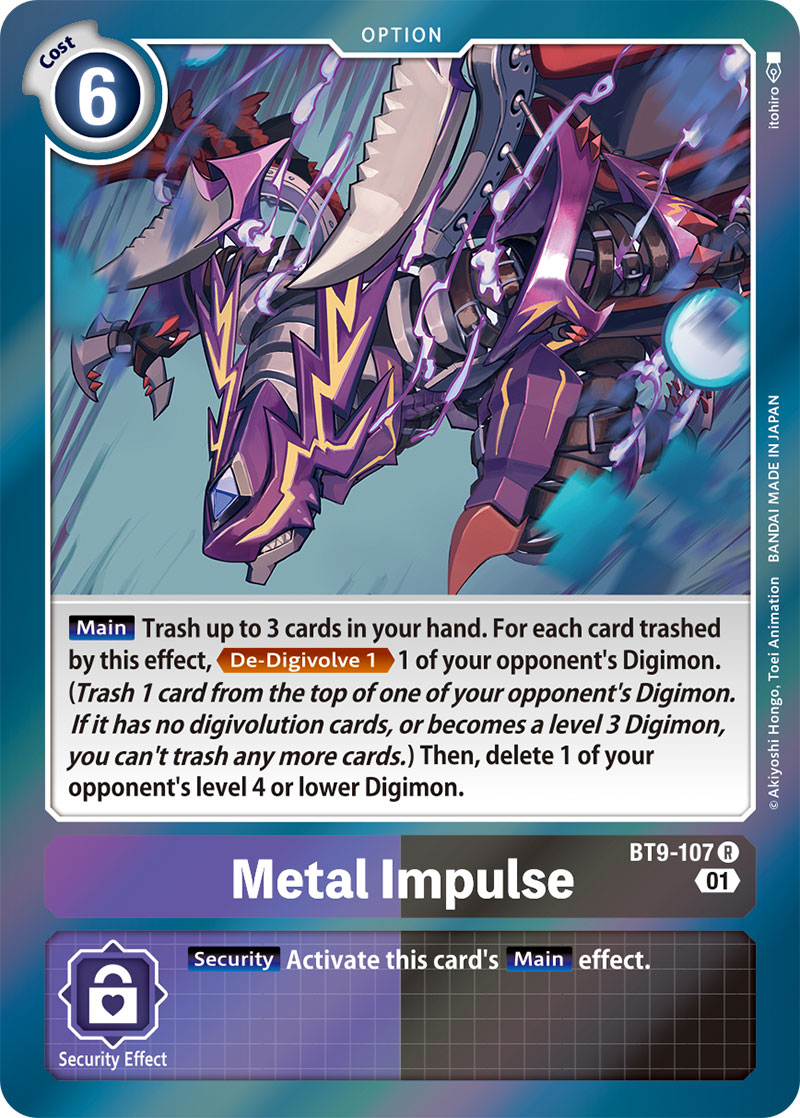 OPTION
Cost
6
itohiro
Main Trash up to 3 cards in your hand. For each card trashed
by this effect, De-Digivolve 1 1 of your opponent's Digimon.
(Trash 1 card from the top of one of your opponent's Digimon.
If it has no digivolution cards, or becomes a level 3 Digimon,
you can't trash any more cards.) Then, delete 1 of your
opponent's level 4 or lower Digimon.
© Akiyoshi Hongo, Toei Animation BANDAI MADE IN JAPAN
BT9-107 R
01
Metal Impulse
Security Activate this card's Main effect.
Security Effect